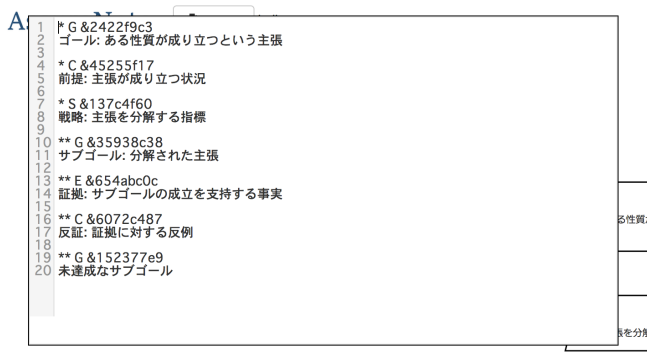 1 * G &2422f9c3
2 ゴール: ある性質が成り立つという主張
3
4 * C &45255f17
5 前提: 主張が成り立つ状況
6
7 * S &137c4f60
8 戦略: 主張を分解する指標
9
10 ** G &35938c38
11 サブゴール: 分解された主張
12
13 ** E &654abc0c
14 証拠: サブゴールの成立を支持する事実
15
16 ** C &6072c487
17 反証: 証拠に対する反例
18
19 ** G &152377e9
20 未達成なサブゴール
る性質
を分解